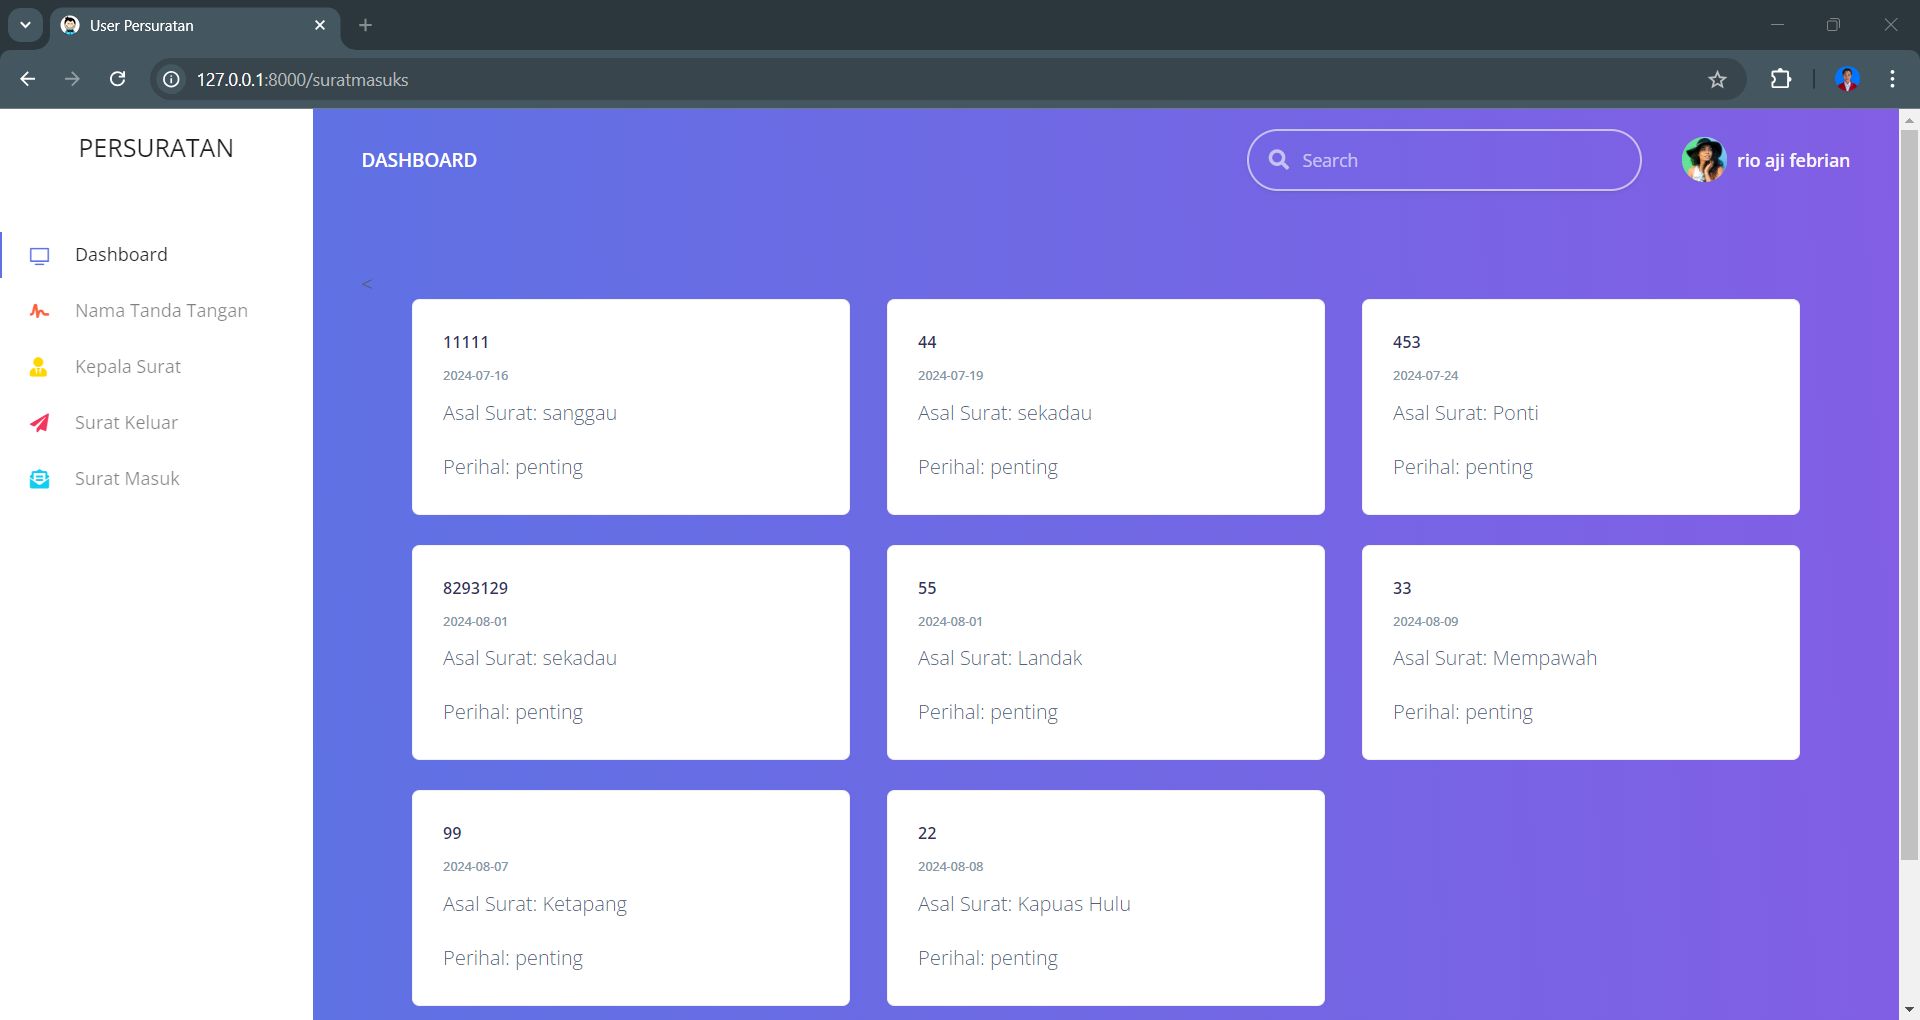 User Persuratan
127.0.0.1:8000/suratmasuks
PERSURATAN
Dashboard
Nama Tanda Tangan
Kepala Surat
Surat Keluar
Surat Masuk
DASHBOARD
Search
rio aji febrian
<
11111
2024-07-16
Asal Surat: sanggau
Perihal: penting
44
2024-07-19
Asal Surat: sekadau
Perihal: penting
453
2024-07-24
Asal Surat: Ponti
Perihal: penting
8293129
2024-08-01
Asal Surat: sekadau
Perihal: penting
55
2024-08-01
Asal Surat: Landak
Perihal: penting
33
2024-08-09
Asal Surat: Mempawah
Perihal: penting
99
2024-08-07
Asal Surat: Ketapang
Perihal: penting
22
2024-08-08
Asal Surat: Kapuas Hulu
Perihal: penting